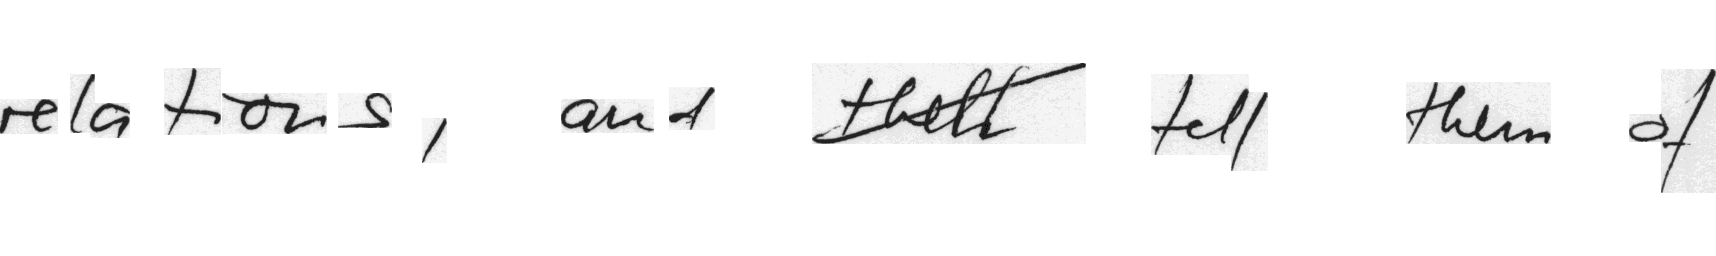 relations, and tell them of